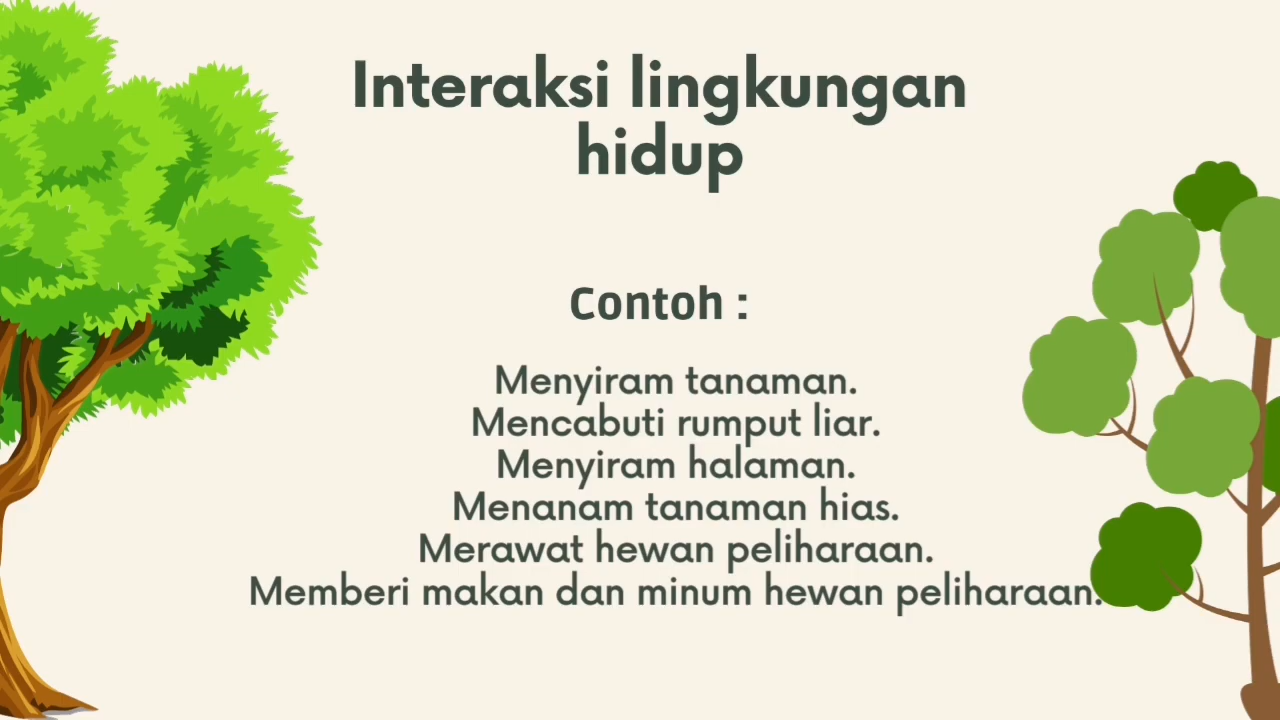 Interaksi lingkungan
hidup
Contoh :
Menyiram tanaman.
Mencabuti rumput liar.
Menyiram halaman.
Menanam tanaman hias.
Merawat hewan peliharaan.
Memberi makan dan minum hewan peliharaan.